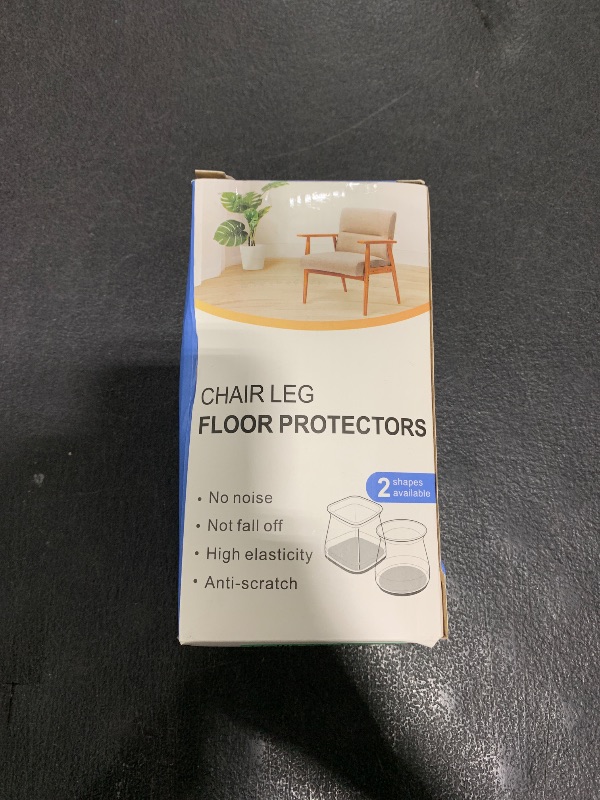 CHAIR LEG
FLOOR PROTECTORS
2 shapes
available
• No noise
• Not fall off
• High elasticity
• Anti-scratch